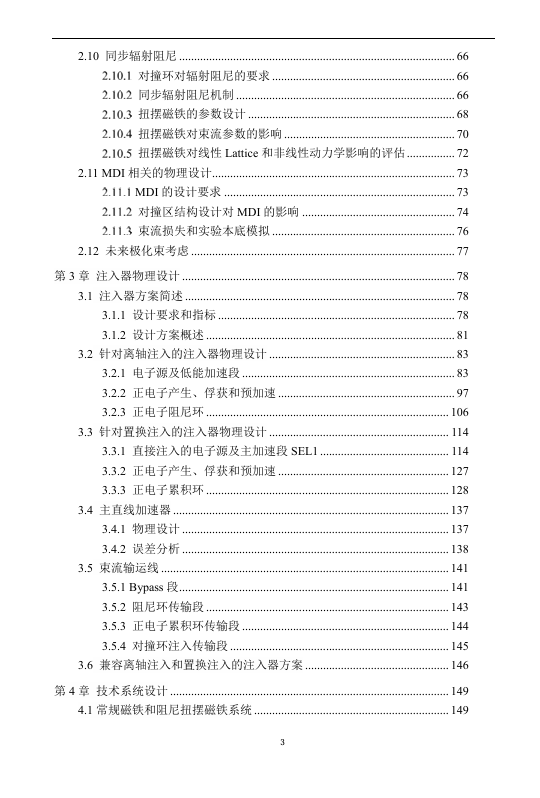 2.10 同步辐射阻尼 66
2.10.1 对撞环对辐射阻尼的要求 66
2.10.2 同步辐射阻尼机制 66
2.10.3 扭摆磁铁的参数设计 68
2.10.4 扭摆磁铁对束流参数的影响 70
2.10.5 扭摆磁铁对线性 Lattice 和非线性动力学影响的评估 72
2.11 MDI 相关的物理设计 73
2.11.1 MDI 的设计要求 73
2.11.2 对撞区结构设计对 MDI 的影响 74
2.11.3 束流损失和实验本底模拟 76
2.12 未来极化束考虑 77
第 3 章 注入器物理设计 78
3.1 注入器方案简述 78
3.1.1 设计要求和指标 78
3.1.2 设计方案概述 81
3.2 针对离轴注入的注入器物理设计 83
3.2.1 电子源及低能加速段 83
3.2.2 正电子产生、俘获和预加速 97
3.2.3 正电子阻尼环 106
3.3 针对置换注入的注入器物理设计 114
3.3.1 直接注入的电子源及主加速段 SEL1 114
3.3.2 正电子产生、俘获和预加速 127
3.3.3 正电子累积环 128
3.4 主直线加速器 137
3.4.1 物理设计 137
3.4.2 误差分析 138
3.5 束流输运线 141
3.5.1 Bypass 段 141
3.5.2 阻尼环传输段 143
3.5.3 正电子累积环传输段 144
3.5.4 对撞环注入传输段 145
3.6 兼容离轴注入和置换注入的注入器方案 146
第 4 章 技术系统设计 149
4.1 常规磁铁和阻尼扭摆磁铁系统 149
3